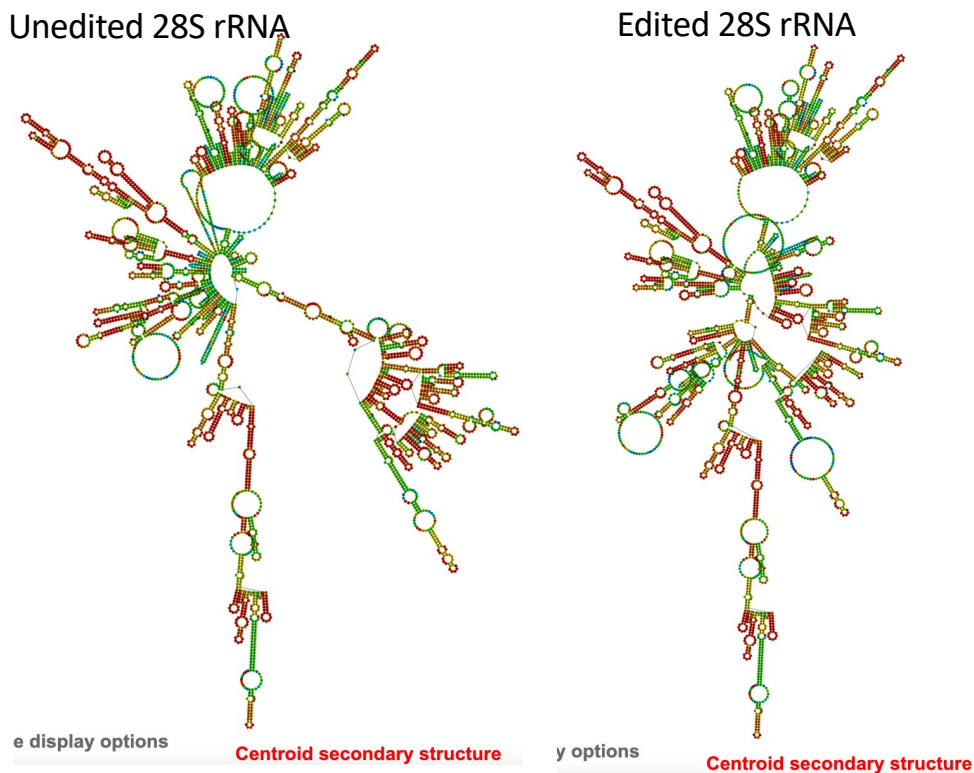 Unedited 28S rRNA
Edited 28S rRNA
e display options
Centroid secondary structure
y options
Centroid secondary structure